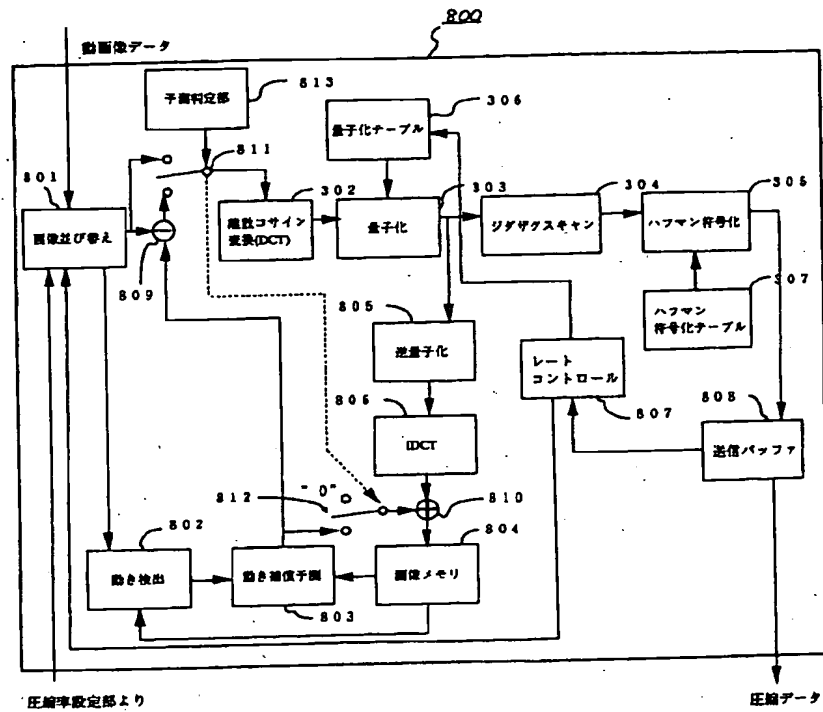 800
動画像データ
予測判定部
813
量子化テーブル
306
801
811
302
303
304
305
画像並び替え
離散コサイン
変換(DCT)
量子化
ジグザグスキャン
ハフマン符号化
809
307
ハフマン
符号化テーブル
805
逆量子化
レート
コントロール
807
806
IDCT
808
送信バッファ
812
"0"
810
802
804
動き検出
動き補償予測
画像メモリ
803
圧縮率設定部より
圧縮データ